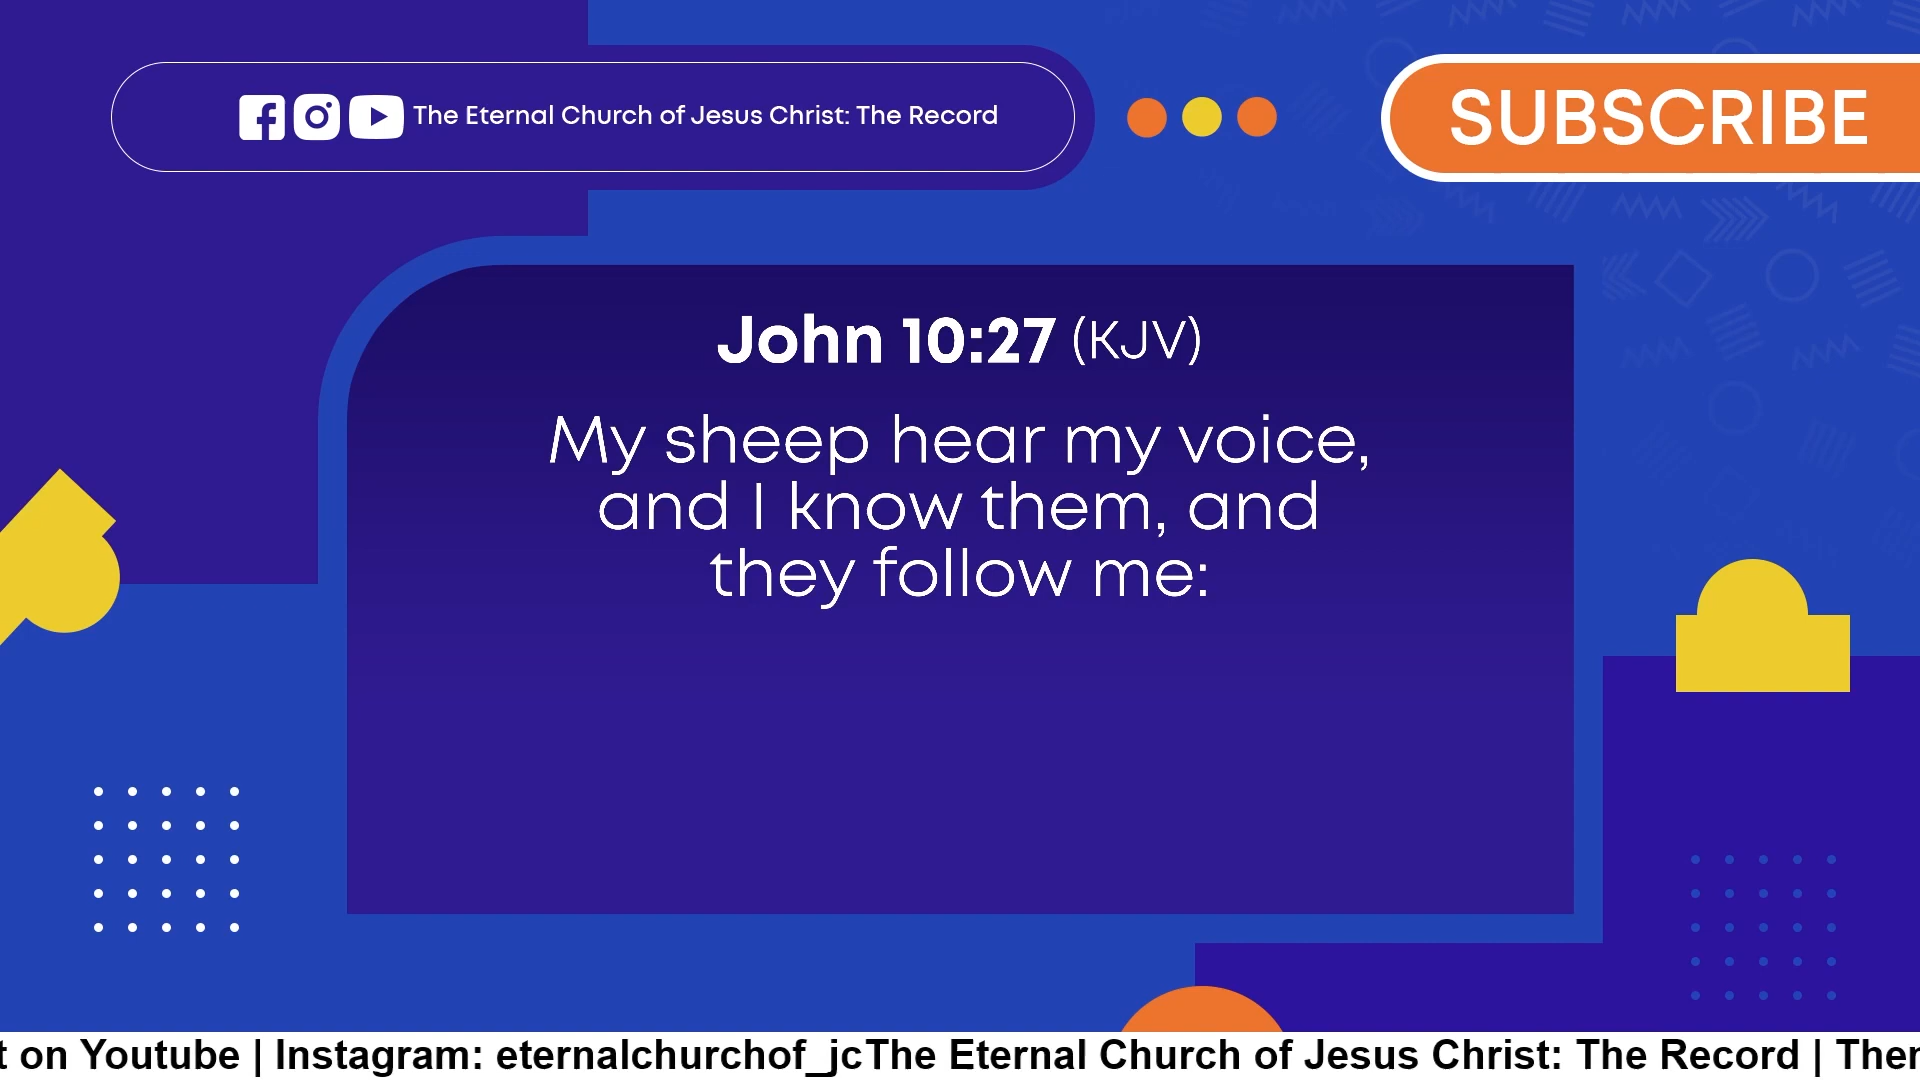 The Eternal Church of Jesus Christ: The Record
SUBSCRIBE
John 10:27 (KJV)
My sheep hear my voice,
and I know them, and
they follow me:
on Youtube | Instagram: eternalchurchof_jcThe Eternal Church of Jesus Christ: The Record |